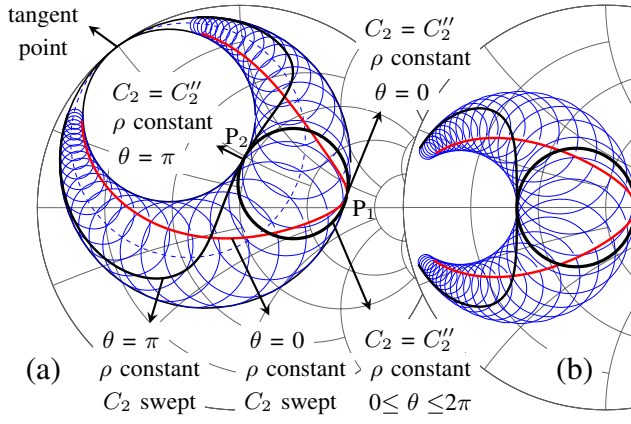 tangent
point
C₂ = C₂″
ρ constant
θ = π
P₂
C₂ = C₂″
ρ constant
θ = 0
P₁
(a)
θ = π
ρ constant
C₂ swept
θ = 0
ρ constant
C₂ swept
C₂ = C₂″
ρ constant
0≤ θ ≤2π
(b)